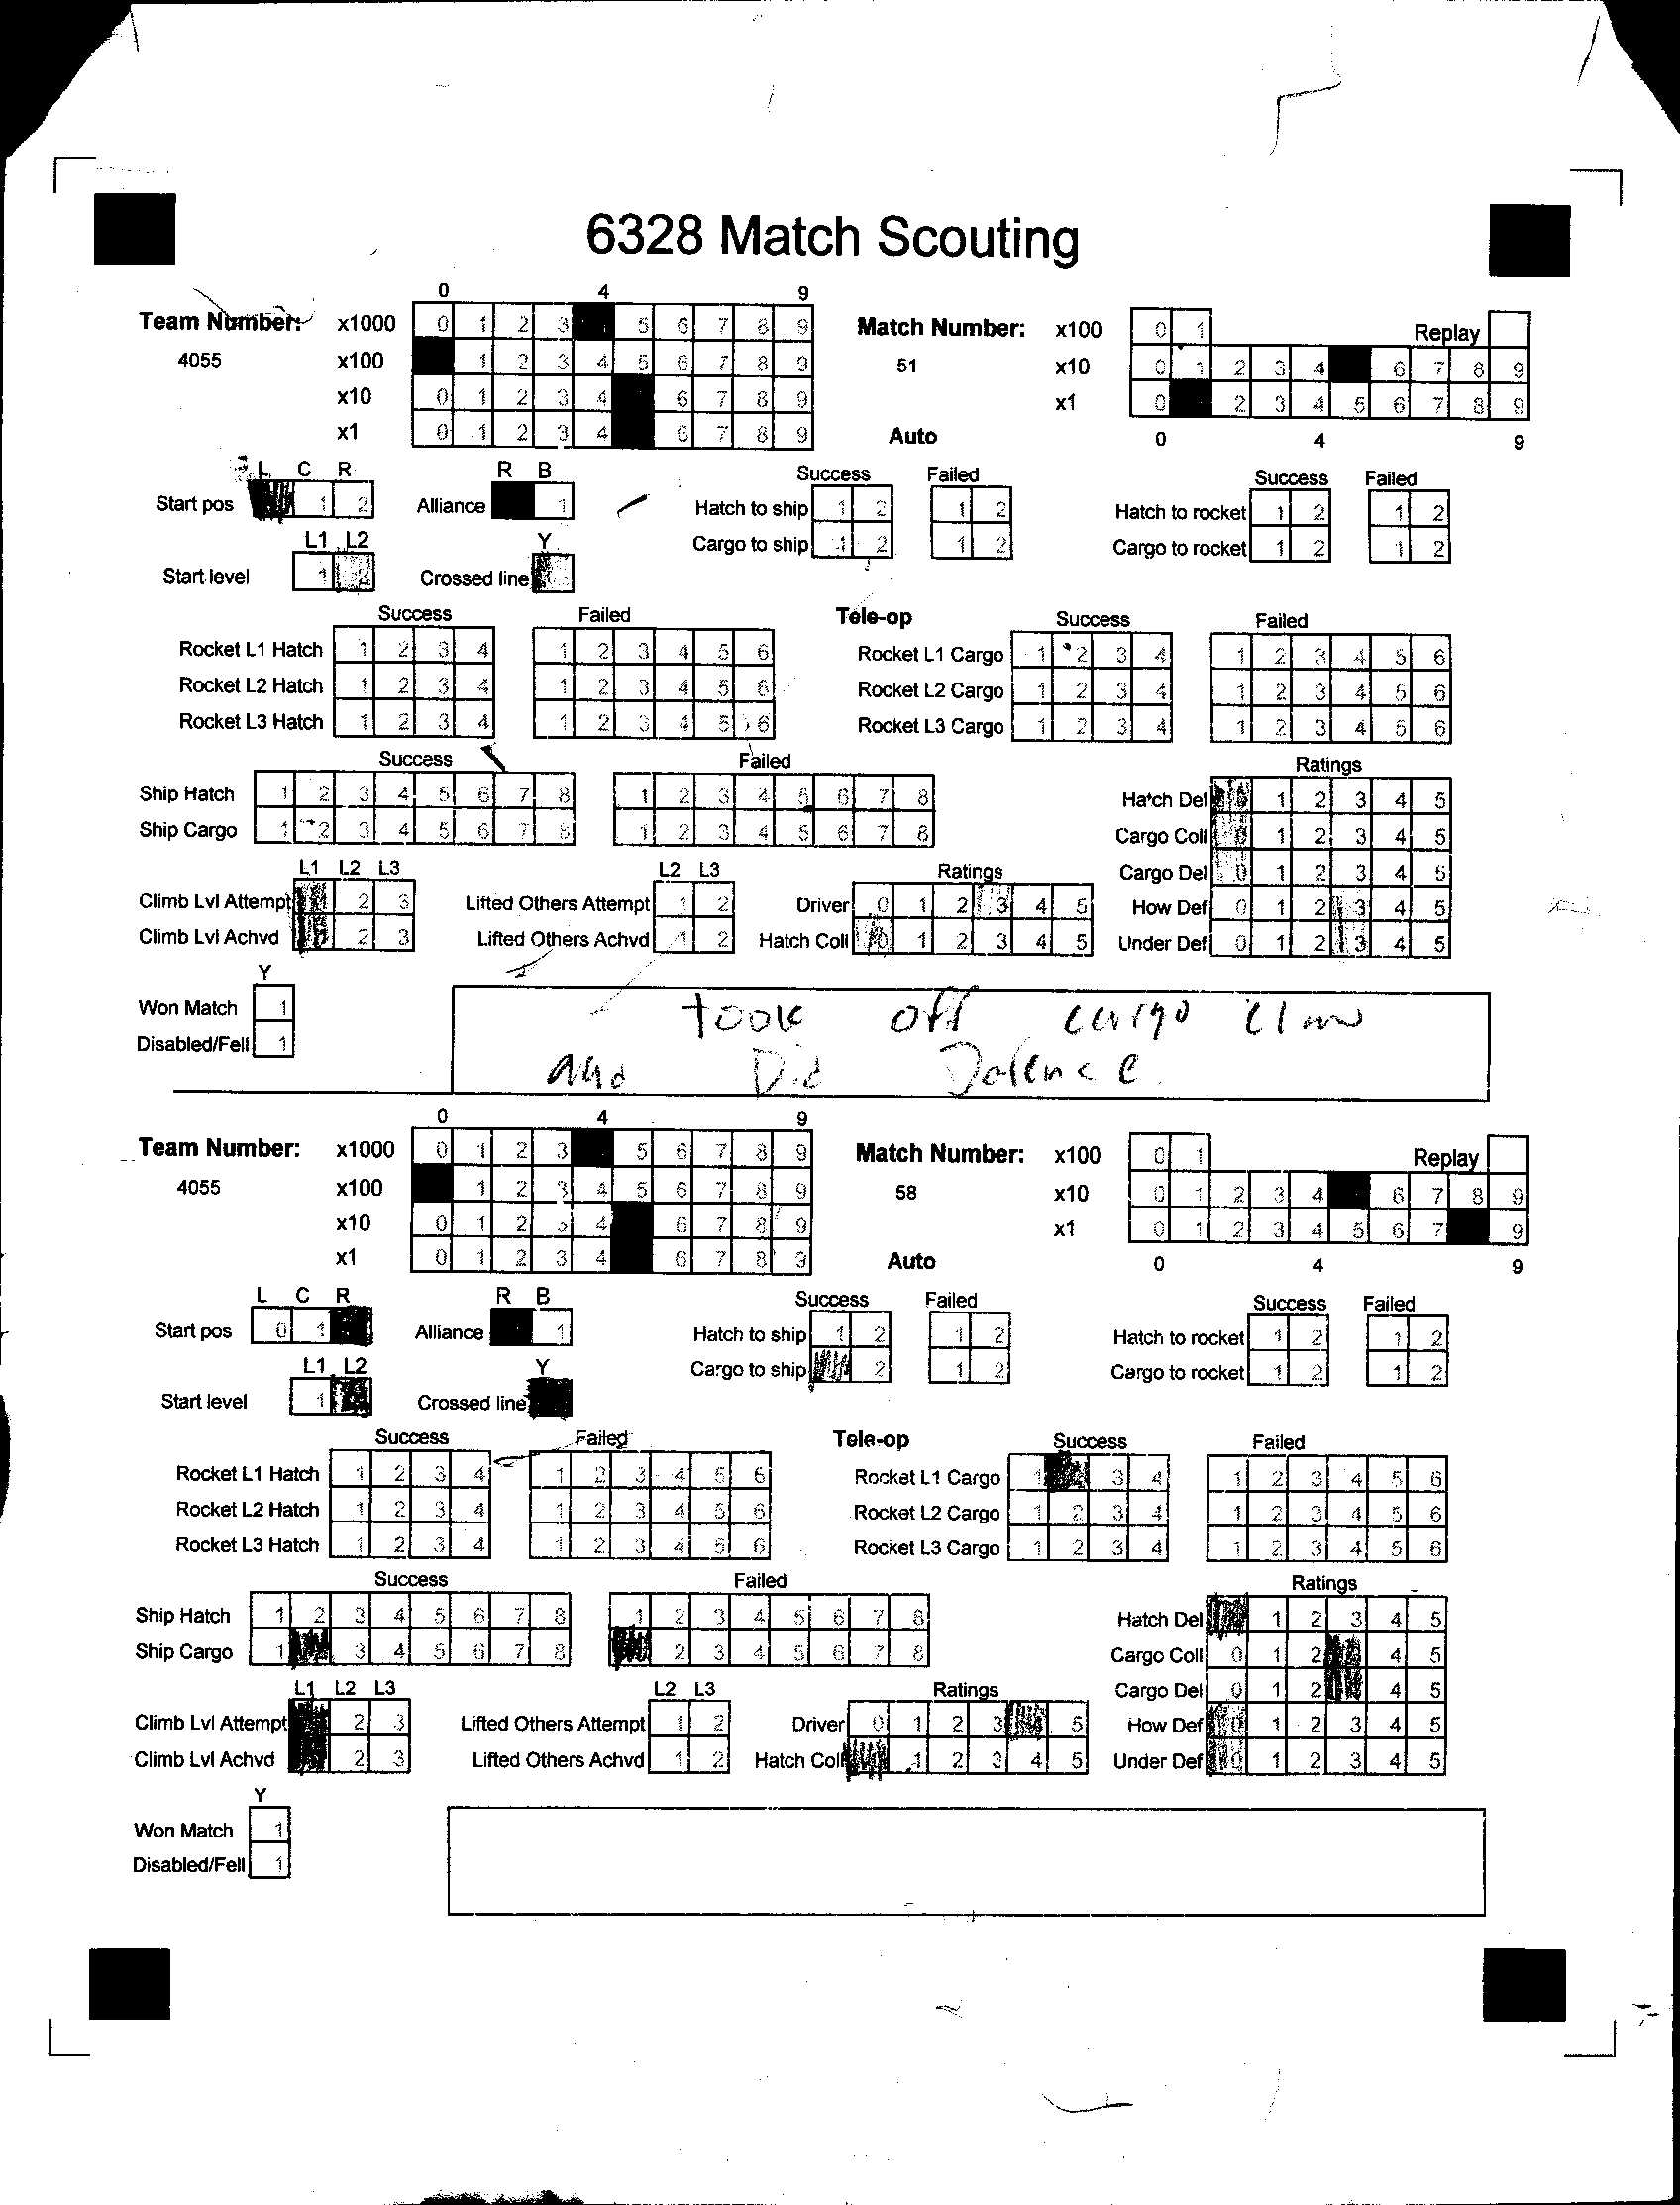 6328 Match Scouting
0 4 9
Team Number: x1000 0 1 2 3 5 6 7 8 9 Match Number: x100 0 1 Replay
4055 x100 1 2 3 4 5 6 7 8 9 51 x10 0 1 2 3 4 6 7 8 9
x10 0 1 2 3 4 6 7 8 9 x1 0 2 3 4 5 6 7 8 9
x1 0 1 2 3 4 6 7 8 9 Auto 0 4 9
L C R R B Success Failed Success Failed
Start pos 1 2 Alliance 1 Hatch to ship 1 2 1 2 Hatch to rocket 1 2 1 2
L1 L2 Y Cargo to ship 1 2 1 2 Cargo to rocket 1 2 1 2
Start level 1 2 Crossed line
Success Failed Tele-op Success Failed
Rocket L1 Hatch 1 2 3 4 1 2 3 4 5 6 Rocket L1 Cargo 1 2 3 4 1 2 3 4 5 6
Rocket L2 Hatch 1 2 3 4 1 2 3 4 5 6 Rocket L2 Cargo 1 2 3 4 1 2 3 4 5 6
Rocket L3 Hatch 1 2 3 4 1 2 3 4 5 6 Rocket L3 Cargo 1 2 3 4 1 2 3 4 5 6
Success Failed Ratings
Ship Hatch 1 2 3 4 5 6 7 8 1 2 3 4 5 6 7 8 Hatch Del 1 2 3 4 5
Ship Cargo 1 2 3 4 5 6 7 8 1 2 3 4 5 6 7 8 Cargo Coll 0 1 2 3 4 5
L1 L2 L3 L2 L3 Ratings Cargo Del 0 1 2 3 4 5
Climb Lvl Attempt 2 3 Lifted Others Attempt 1 2 Driver 0 1 2 3 4 5 How Def 0 1 2 3 4 5
Climb Lvl Achvd 2 3 Lifted Others Achvd 1 2 Hatch Coll 0 1 2 3 4 5 Under Def 0 1 2 3 4 5
Y
Won Match 1 took off cargo claw
Disabled/Fell 1 and Did Defence
0 4 9
Team Number: x1000 0 1 2 3 5 6 7 8 9 Match Number: x100 0 1 Replay
4055 x100 1 2 3 4 5 6 7 8 9 58 x10 0 1 2 3 4 6 7 8 9
x10 0 1 2 3 4 6 7 8 9 x1 0 1 2 3 4 5 6 7 9
x1 0 1 2 3 4 6 7 8 9 Auto 0 4 9
L C R R B Success Failed Success Failed
Start pos 0 1 Alliance 1 Hatch to ship 1 2 1 2 Hatch to rocket 1 2 1 2
L1 L2 Y Cargo to ship 2 1 2 Cargo to rocket 1 2 1 2
Start level 1 Crossed line
Success Failed Tele-op Success Failed
Rocket L1 Hatch 1 2 3 4 1 2 3 4 5 6 Rocket L1 Cargo 1 3 4 1 2 3 4 5 6
Rocket L2 Hatch 1 2 3 4 1 2 3 4 5 6 Rocket L2 Cargo 1 2 3 4 1 2 3 4 5 6
Rocket L3 Hatch 1 2 3 4 1 2 3 4 5 6 Rocket L3 Cargo 1 2 3 4 1 2 3 4 5 6
Success Failed Ratings
Ship Hatch 1 2 3 4 5 6 7 8 1 2 3 4 5 6 7 8 Hatch Del 1 2 3 4 5
Ship Cargo 1 3 4 5 6 7 8 2 3 4 5 6 7 8 Cargo Coll 0 1 2 4 5
L1 L2 L3 L2 L3 Ratings Cargo Del 0 1 2 4 5
Climb Lvl Attempt 2 3 Lifted Others Attempt 1 2 Driver 0 1 2 3 5 How Def 1 2 3 4 5
Climb Lvl Achvd 2 3 Lifted Others Achvd 1 2 Hatch Coll 1 2 3 4 5 Under Def 0 1 2 3 4 5
Y
Won Match 1
Disabled/Fell 1